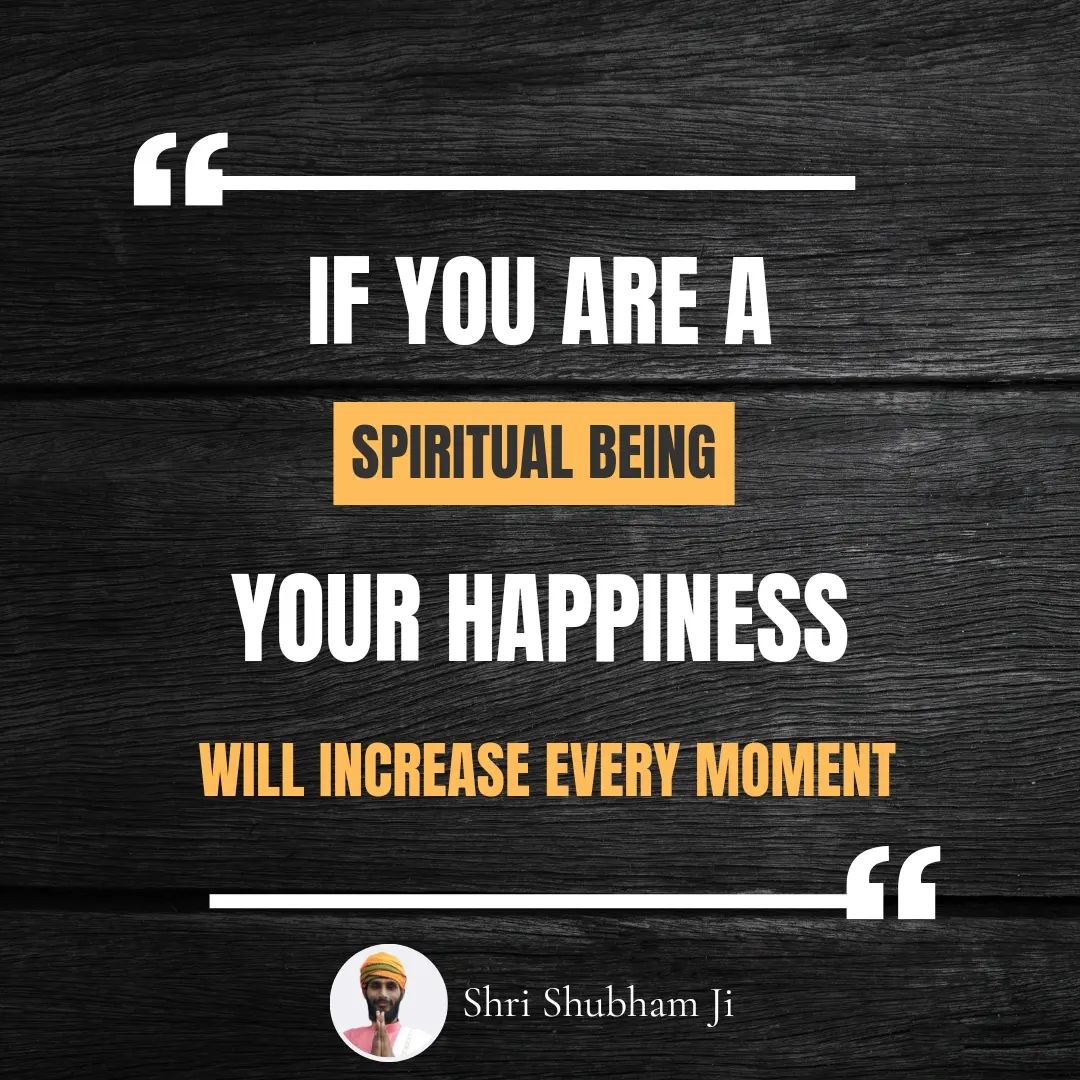 “
IF YOU ARE A
SPIRITUAL BEING
YOUR HAPPINESS
WILL INCREASE EVERY MOMENT
“
Shri Shubham Ji